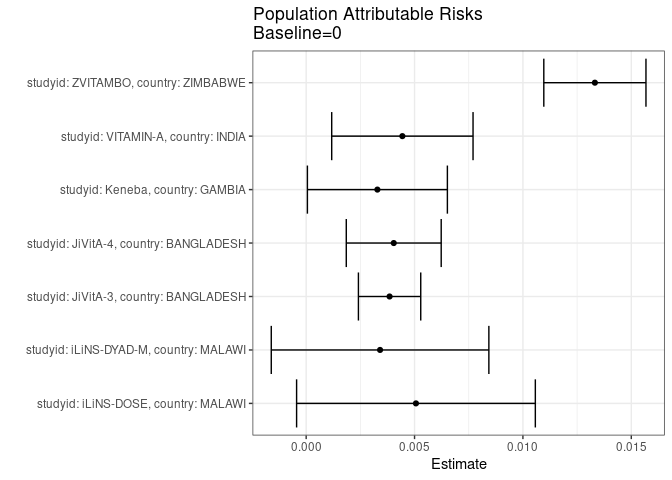 Population Attributable Risks
Baseline=0
studyid: ZVITAMBO, country: ZIMBABWE
studyid: VITAMIN-A, country: INDIA
studyid: Keneba, country: GAMBIA
studyid: JiVitA-4, country: BANGLADESH
studyid: JiVitA-3, country: BANGLADESH
studyid: iLiNS-DYAD-M, country: MALAWI
studyid: iLiNS-DOSE, country: MALAWI
0.000 0.005 0.010 0.015
Estimate